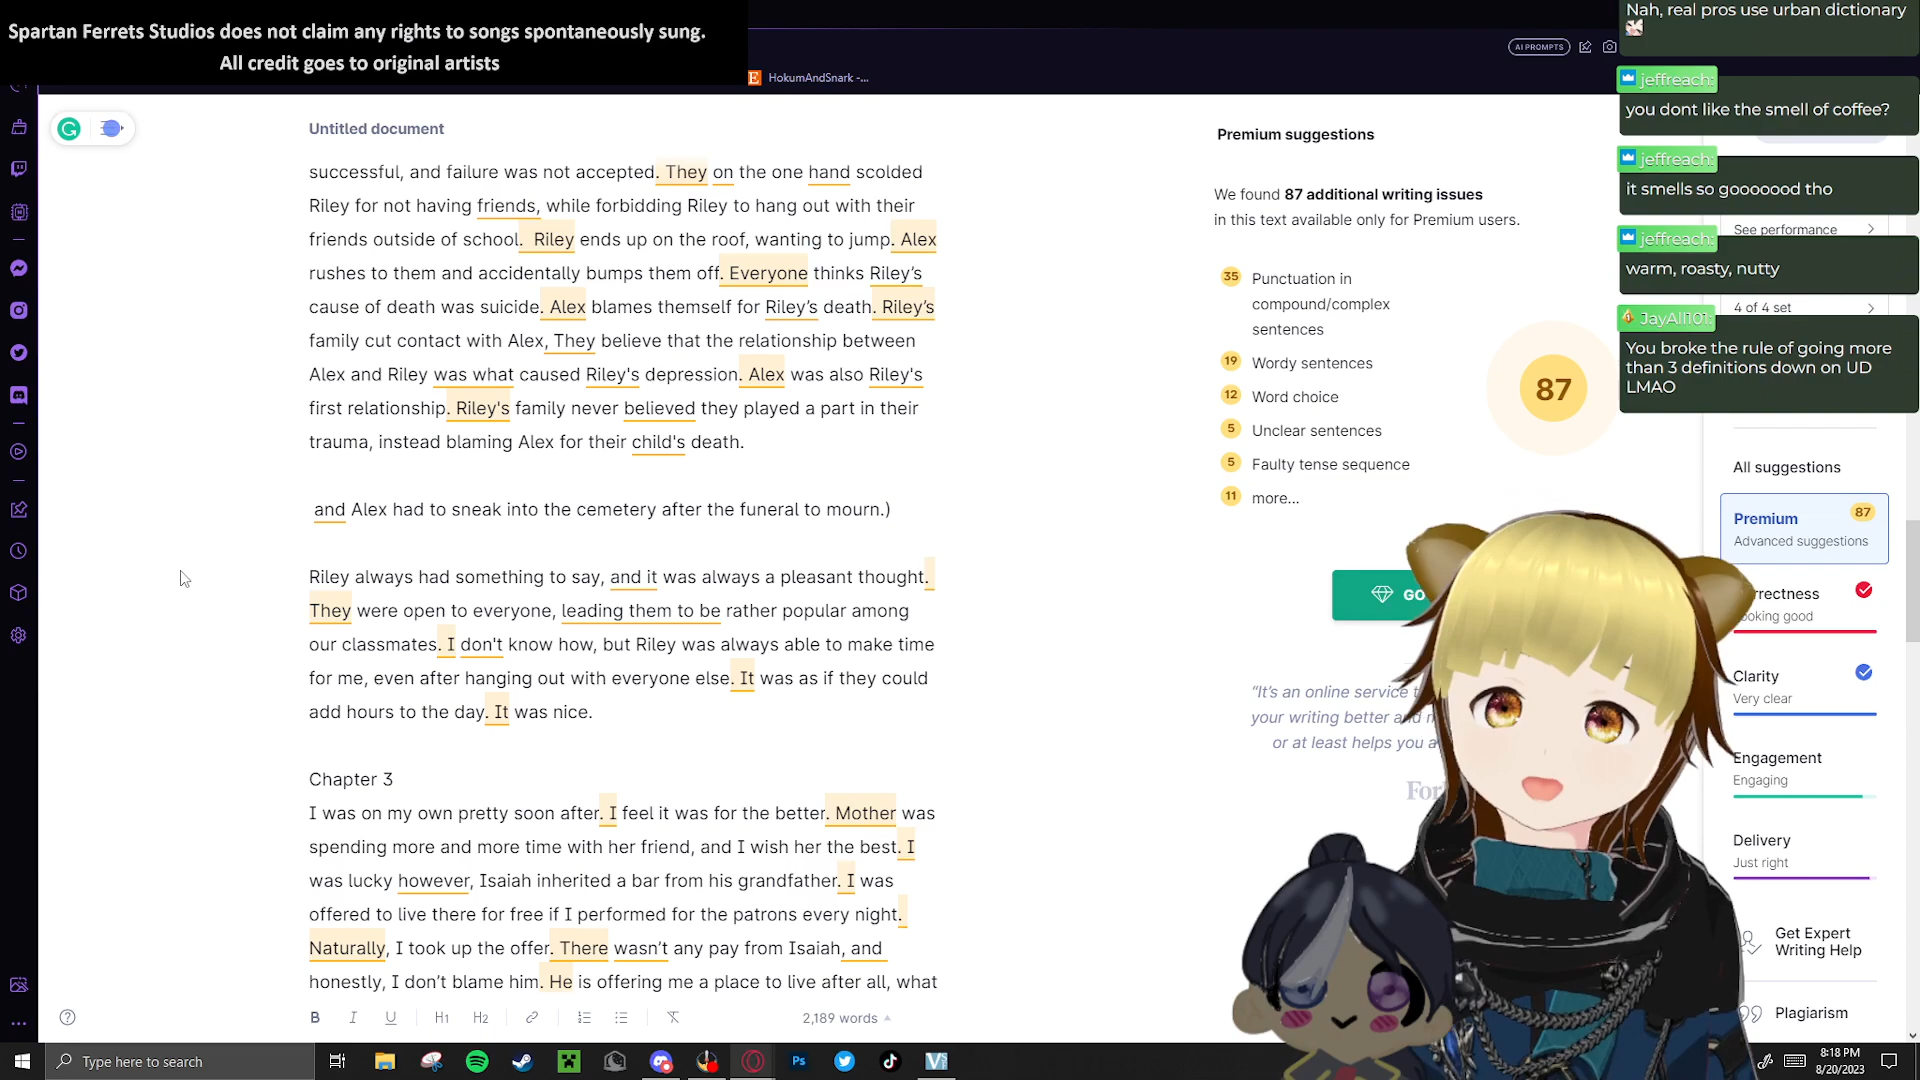 Spartan Ferrets Studios does not claim any rights to songs spontaneously sung.
All credit goes to original artists
HokumAndSnark -...
AI PROMPTS
Nah, real pros use urban dictionary
jeffreach:
you dont like the smell of coffee?
jeffreach:
it smells so gooooood tho
jeffreach:
warm, roasty, nutty
JayAll101:
You broke the rule of going more
than 3 definitions down on UD
LMAO
Untitled document
successful, and failure was not accepted. They on the one hand scolded
Riley for not having friends, while forbidding Riley to hang out with their
friends outside of school.  Riley ends up on the roof, wanting to jump. Alex
rushes to them and accidentally bumps them off. Everyone thinks Riley’s
cause of death was suicide. Alex blames themself for Riley’s death. Riley’s
family cut contact with Alex, They believe that the relationship between
Alex and Riley was what caused Riley's depression. Alex was also Riley's
first relationship. Riley's family never believed they played a part in their
trauma, instead blaming Alex for their child's death.
and Alex had to sneak into the cemetery after the funeral to mourn.)
Riley always had something to say, and it was always a pleasant thought.
They were open to everyone, leading them to be rather popular among
our classmates. I don't know how, but Riley was always able to make time
for me, even after hanging out with everyone else. It was as if they could
add hours to the day. It was nice.
Chapter 3
I was on my own pretty soon after. I feel it was for the better. Mother was
spending more and more time with her friend, and I wish her the best. I
was lucky however, Isaiah inherited a bar from his grandfather. I was
offered to live there for free if I performed for the patrons every night.
Naturally, I took up the offer. There wasn’t any pay from Isaiah, and
honestly, I don’t blame him. He is offering me a place to live after all, what
B I U H1 H2
2,189 words
Premium suggestions
We found 87 additional writing issues
in this text available only for Premium users.
35 Punctuation in
compound/complex
sentences
19 Wordy sentences
12 Word choice
5 Unclear sentences
5 Faulty tense sequence
11 more...
87
GO
“It’s an online service
your writing better and
or at least helps you
For
See performance
4 of 4 set
All suggestions
Premium 87
Advanced suggestions
rrectness
ooking good
Clarity
Very clear
Engagement
Engaging
Delivery
Just right
Get Expert
Writing Help
Plagiarism
Type here to search
Ps
8:18 PM
8/20/2023